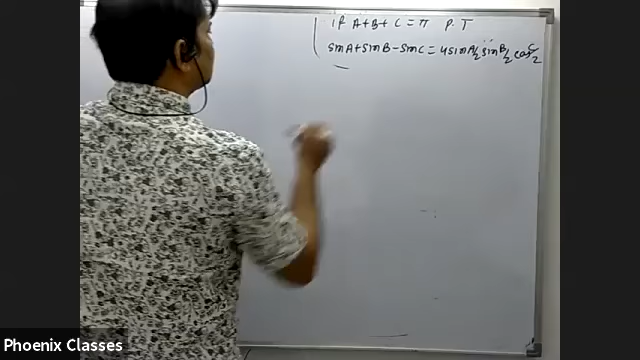 if A+B+C=π P.T
sinA+sinB-sinC=4sinA/2 sinB/2 cosC/2
Phoenix Classes